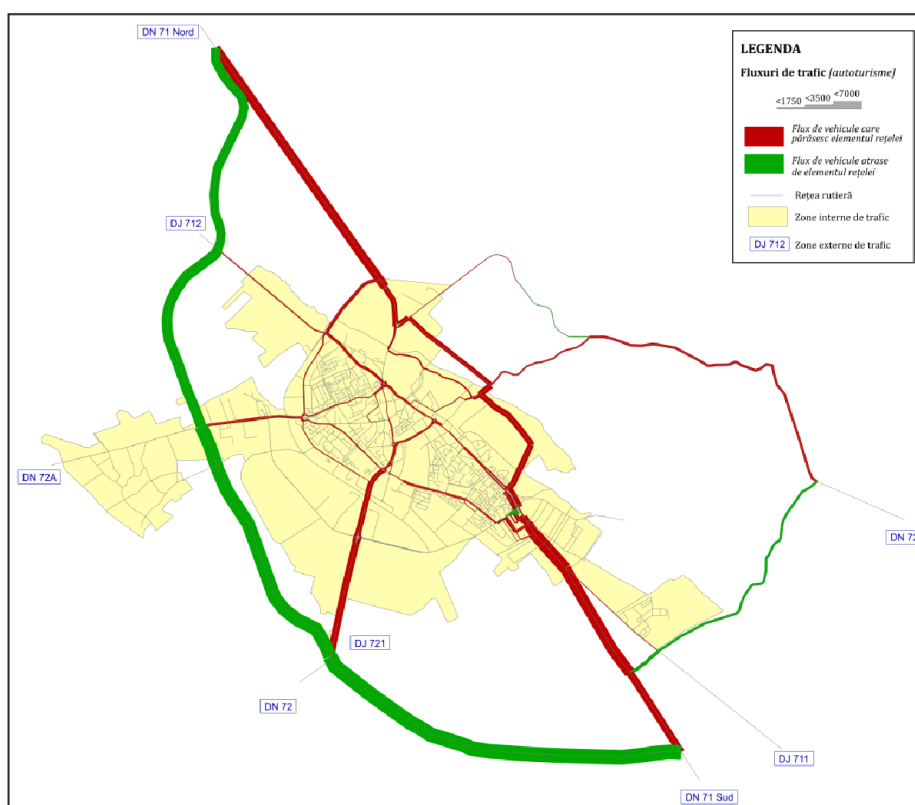 DN 71 Nord
LEGENDA
Fluxuri de trafic [autoturisme]
<1750 <3500 <7000
Flux de vehicule care
părăsesc elementul rețelei
Flux de vehicule atrase
de elementul rețelei
Rețea rutieră
Zone interne de trafic
DJ 712 Zone externe de trafic
DJ 712
DN 72A
DN 72
DJ 721
DN 72
DJ 711
DN 71 Sud